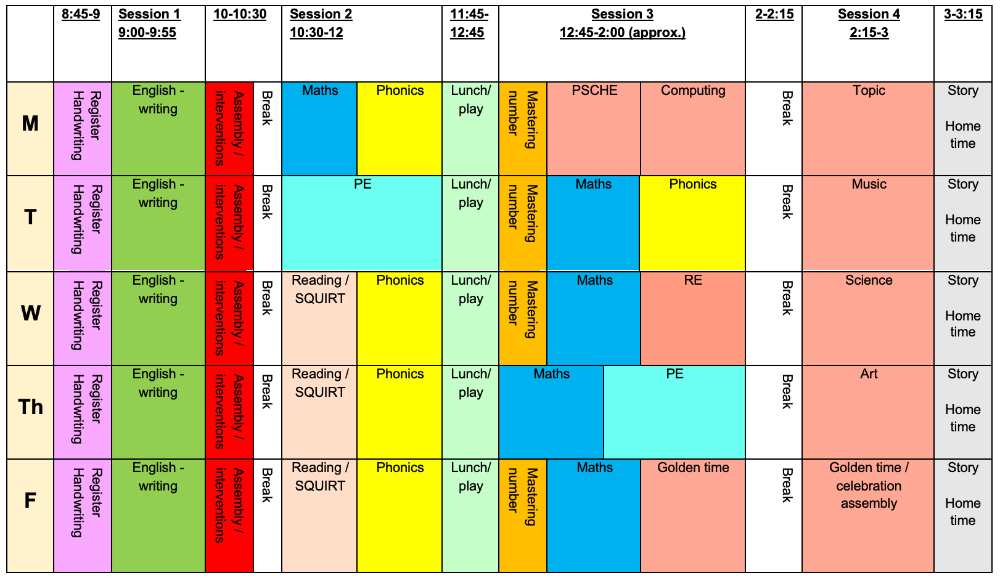 8:45-9
Session 1
9:00-9:55
10-10:30
Session 2
10:30-12
11:45-
12:45
Session 3
12:45-2:00 (approx.)
2-2:15
Session 4
2:15-3
3-3:15
M
Register
Handwriting
English -
writing
Assembly /
interventions
Break
Maths
Phonics
Lunch/
play
Mastering
number
PSCHE
Computing
Break
Topic
Story
Home
time
T
Register
Handwriting
English -
writing
Assembly /
interventions
Break
PE
Lunch/
play
Mastering
number
Maths
Phonics
Break
Music
Story
Home
time
W
Register
Handwriting
English -
writing
Assembly /
interventions
Break
Reading /
SQUIRT
Phonics
Lunch/
play
Mastering
number
Maths
RE
Break
Science
Story
Home
time
Th
Register
Handwriting
English -
writing
Assembly /
interventions
Break
Reading /
SQUIRT
Phonics
Lunch/
play
Maths
PE
Break
Art
Story
Home
time
F
Register
Handwriting
English -
writing
Assembly /
interventions
Break
Reading /
SQUIRT
Phonics
Lunch/
play
Mastering
number
Maths
Golden time
Break
Golden time /
celebration
assembly
Story
Home
time